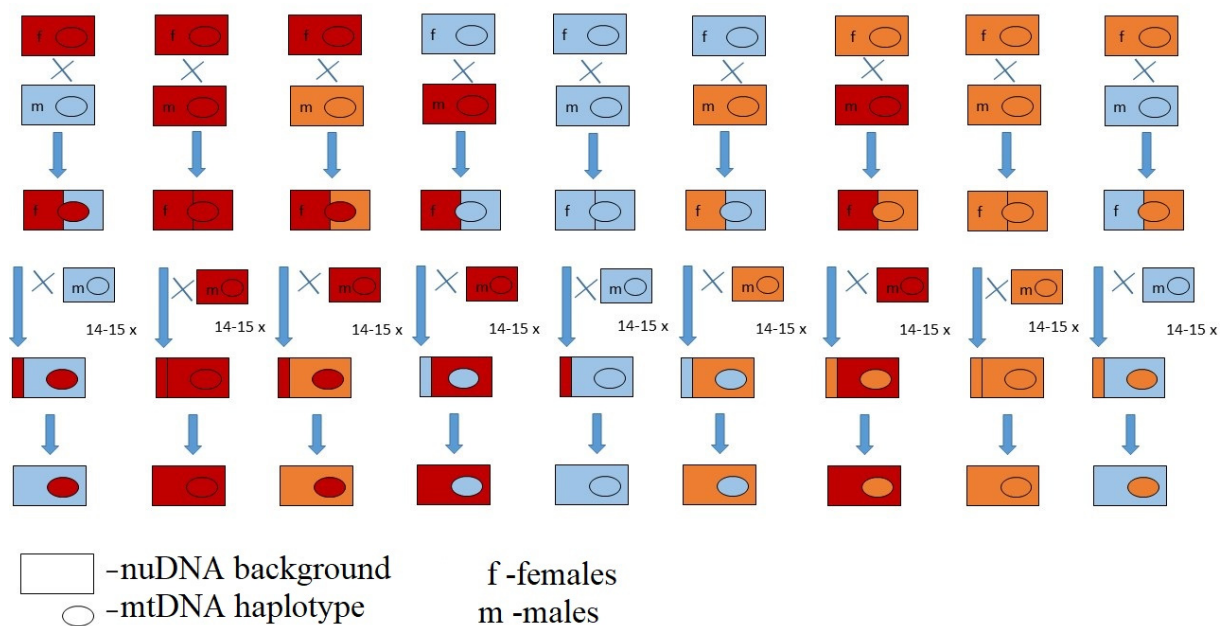 f f f f f f f f f
m m m m m m m m m
f f f f f f f f f
m m m m m m m m m
14-15 x 14-15 x 14-15 x 14-15 x 14-15 x 14-15 x 14-15 x 14-15 x 14-15 x
–nuDNA background
–mtDNA haplotype
f -females
m -males